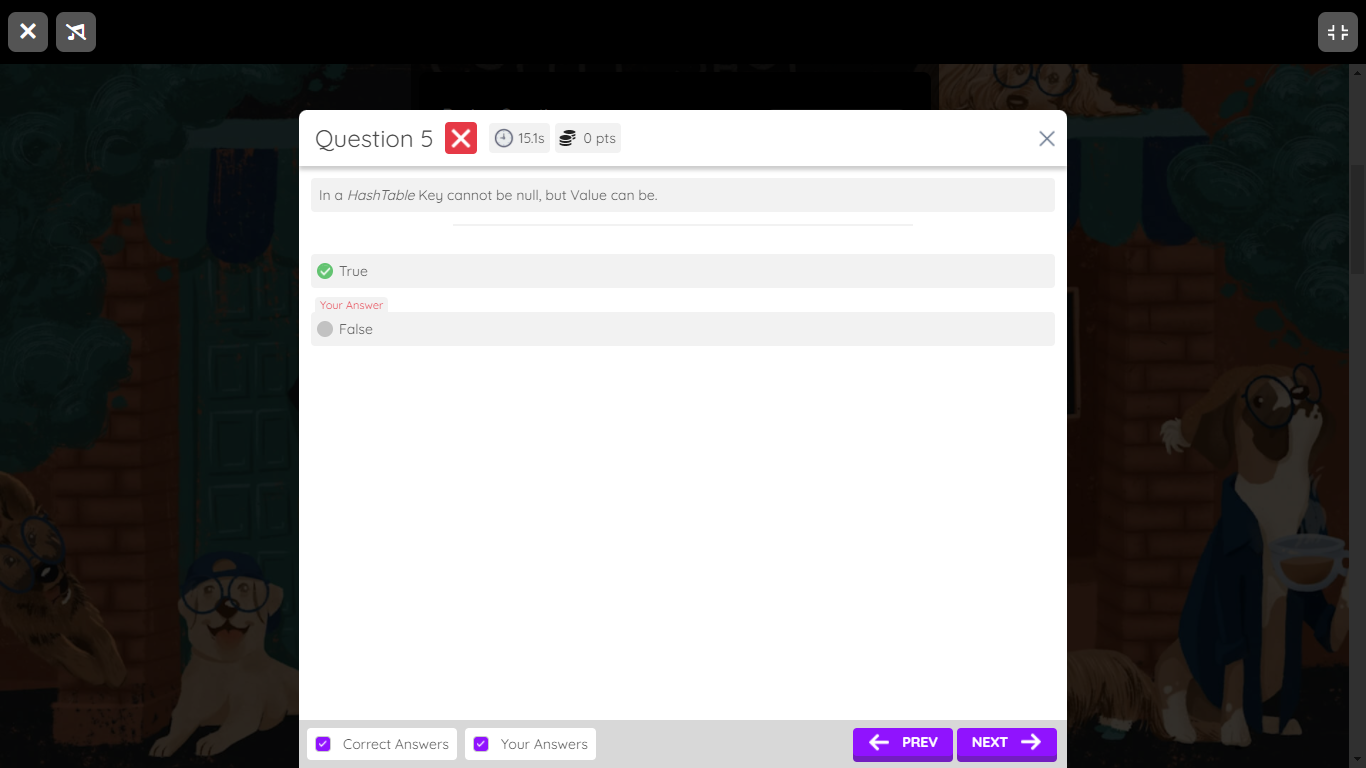 Question 5
15.1s
0 pts
In a HashTable Key cannot be null, but Value can be.
True
Your Answer
False
Correct Answers
Your Answers
PREV
NEXT